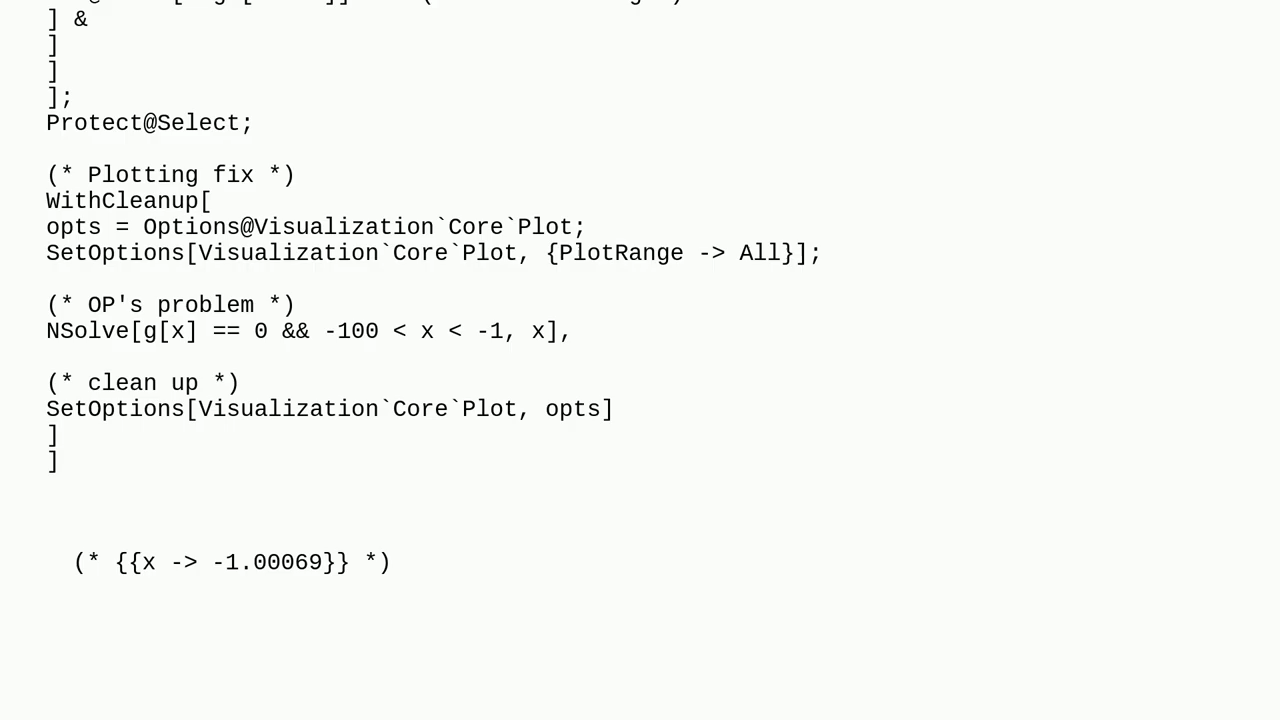 ] &
]
]
];
Protect@Select;
(* Plotting fix *)
WithCleanup[
opts = Options@Visualization`Core`Plot;
SetOptions[Visualization`Core`Plot, {PlotRange -> All}];
(* OP's problem *)
NSolve[g[x] == 0 && -100 < x < -1, x],
(* clean up *)
SetOptions[Visualization`Core`Plot, opts]
]
]
(* {{x -> -1.00069}} *)